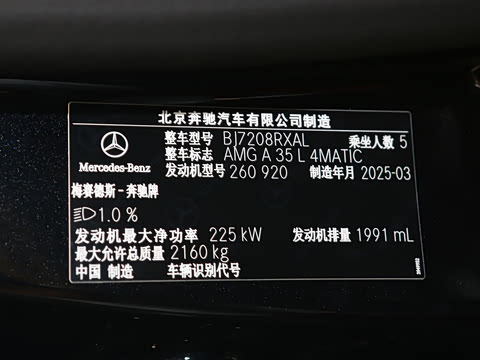 北京奔驰汽车有限公司制造
整车型号 BJ7208RXAL 乘坐人数 5
整车标志 AMG A 35 L 4MATIC
发动机型号 260 920 制造年月 2025-03
Mercedes-Benz
梅赛德斯-奔驰牌
1.0 %
发动机最大净功率 225 kW 发动机排量 1991 mL
最大允许总质量 2160 kg
中国 制造 车辆识别代号